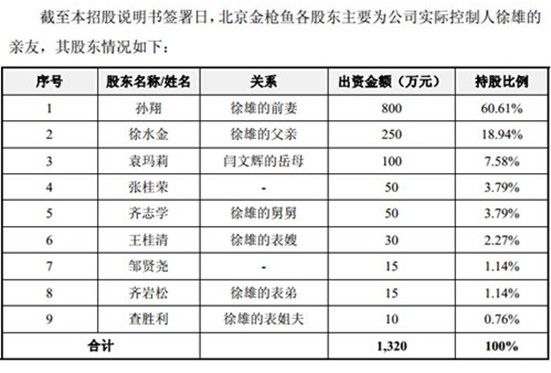 截至本招股说明书签署日，北京金枪鱼各股东主要为公司实际控制人徐雄的
亲友，其股东情况如下：
序号 股东名称/姓名 关系 出资金额（万元） 持股比例
1 孙翔 徐雄的前妻 800 60.61%
2 徐水金 徐雄的父亲 250 18.94%
3 袁玛莉 闫文辉的岳母 100 7.58%
4 张桂荣 - 50 3.79%
5 齐志学 徐雄的舅舅 50 3.79%
6 王桂清 徐雄的表嫂 30 2.27%
7 邹贤尧 - 15 1.14%
8 齐岩松 徐雄的表弟 15 1.14%
9 查胜利 徐雄的表姐夫 10 0.76%
合计 1,320 100%